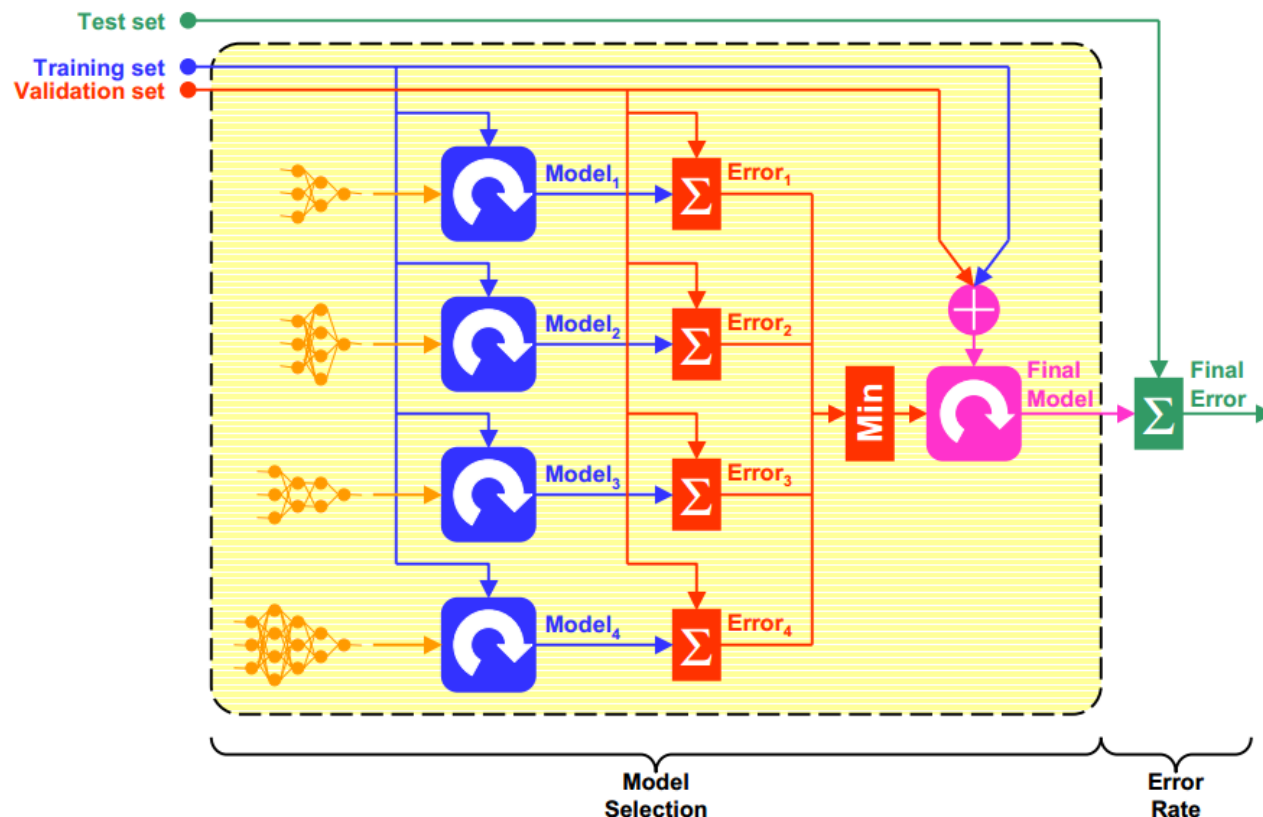 Test set
Training set
Validation set
Model₁
Σ
Error₁
Model₂
Σ
Error₂
Model₃
Σ
Error₃
Model₄
Σ
Error₄
Min
Final
Model
Σ
Final
Error
Model
Selection
Error
Rate